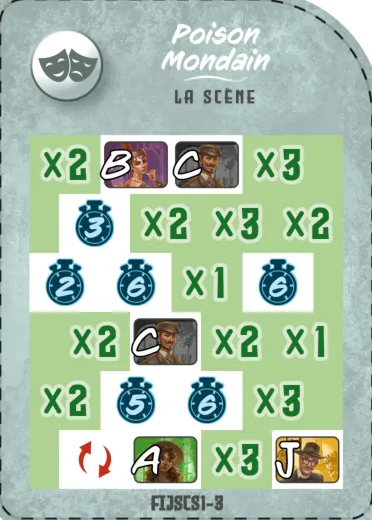 Poison
Mondain
LA SCÈNE
X2 B C X3
3 X2 X3 X2
2 6 X1 6
X2 C X2 X1
X2 5 6 X3
A X3 J
FIJSCS1-3